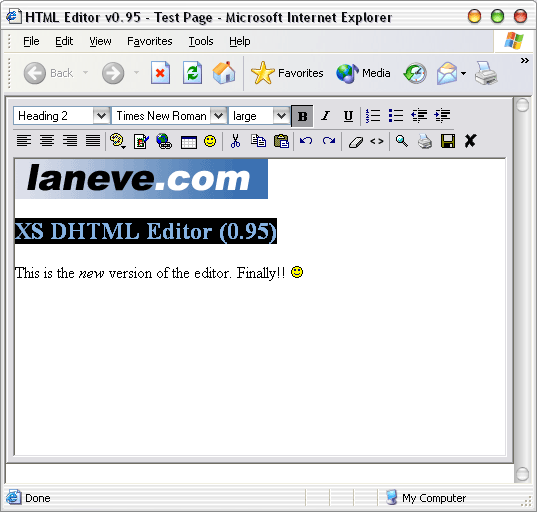 HTML Editor v0.95 - Test Page - Microsoft Internet Explorer
File Edit View Favorites Tools Help
Back Favorites Media »
Heading 2 Times New Roman large B I U
<>
laneve.com
XS DHTML Editor (0.95)
This is the new version of the editor. Finally!!
Done My Computer